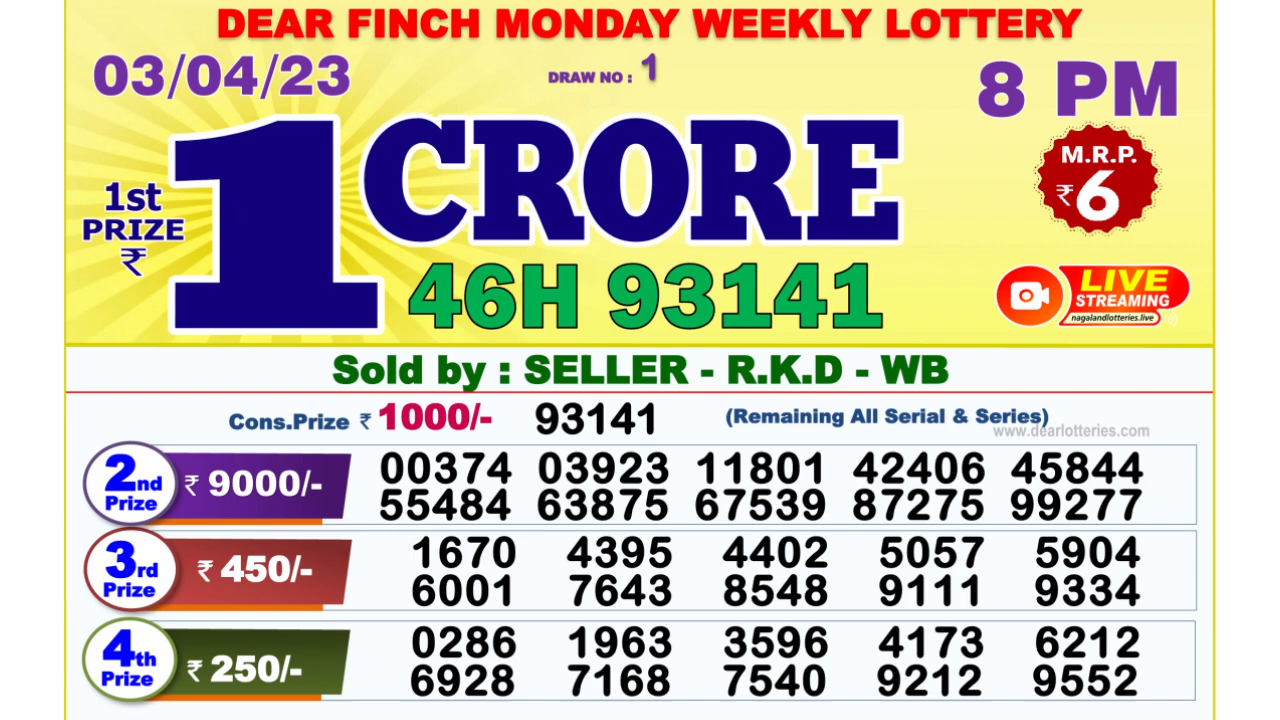 DEAR FINCH MONDAY WEEKLY LOTTERY
03/04/23
DRAW NO : 1
8 PM
1st
PRIZE
₹
1 CRORE
M.R.P.
₹ 6
46H 93141
LIVE
STREAMING
nagalandlotteries.live
Sold by : SELLER - R.K.D - WB
Cons.Prize ₹ 1000/- 93141 (Remaining All Serial & Series)
www.dearlotteries.com
2nd Prize ₹ 9000/-
00374 03923 11801 42406 45844
55484 63875 67539 87275 99277
3rd Prize ₹ 450/-
1670 4395 4402 5057 5904
6001 7643 8548 9111 9334
4th Prize ₹ 250/-
0286 1963 3596 4173 6212
6928 7168 7540 9212 9552